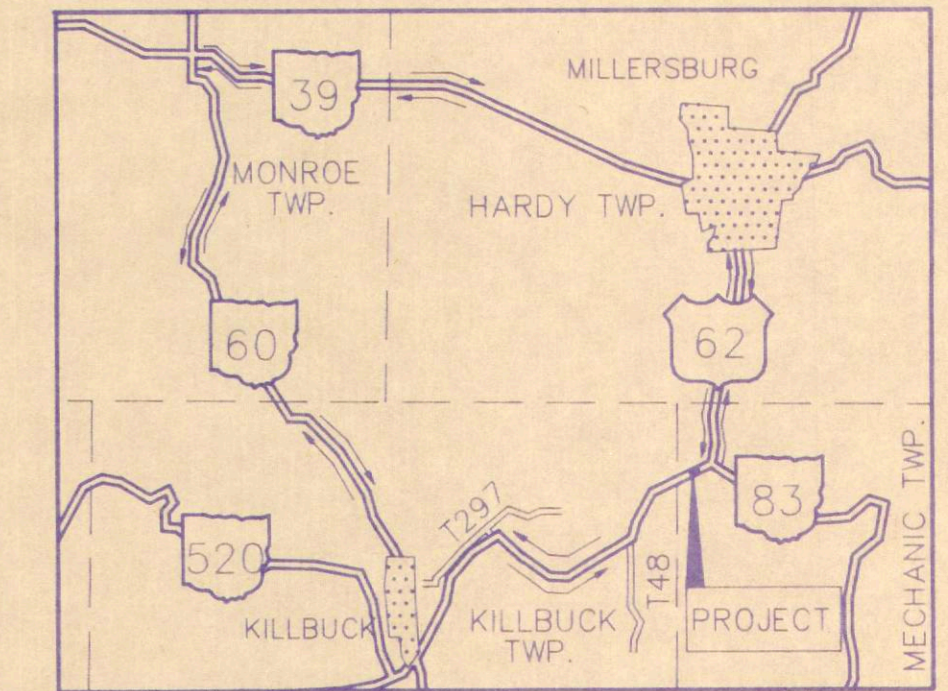 39
MILLERSBURG
MONROE
TWP.
HARDY TWP.
60
62
MECHANIC TWP.
83
T297
520
T48
KILLBUCK
KILLBUCK
TWP.
PROJECT